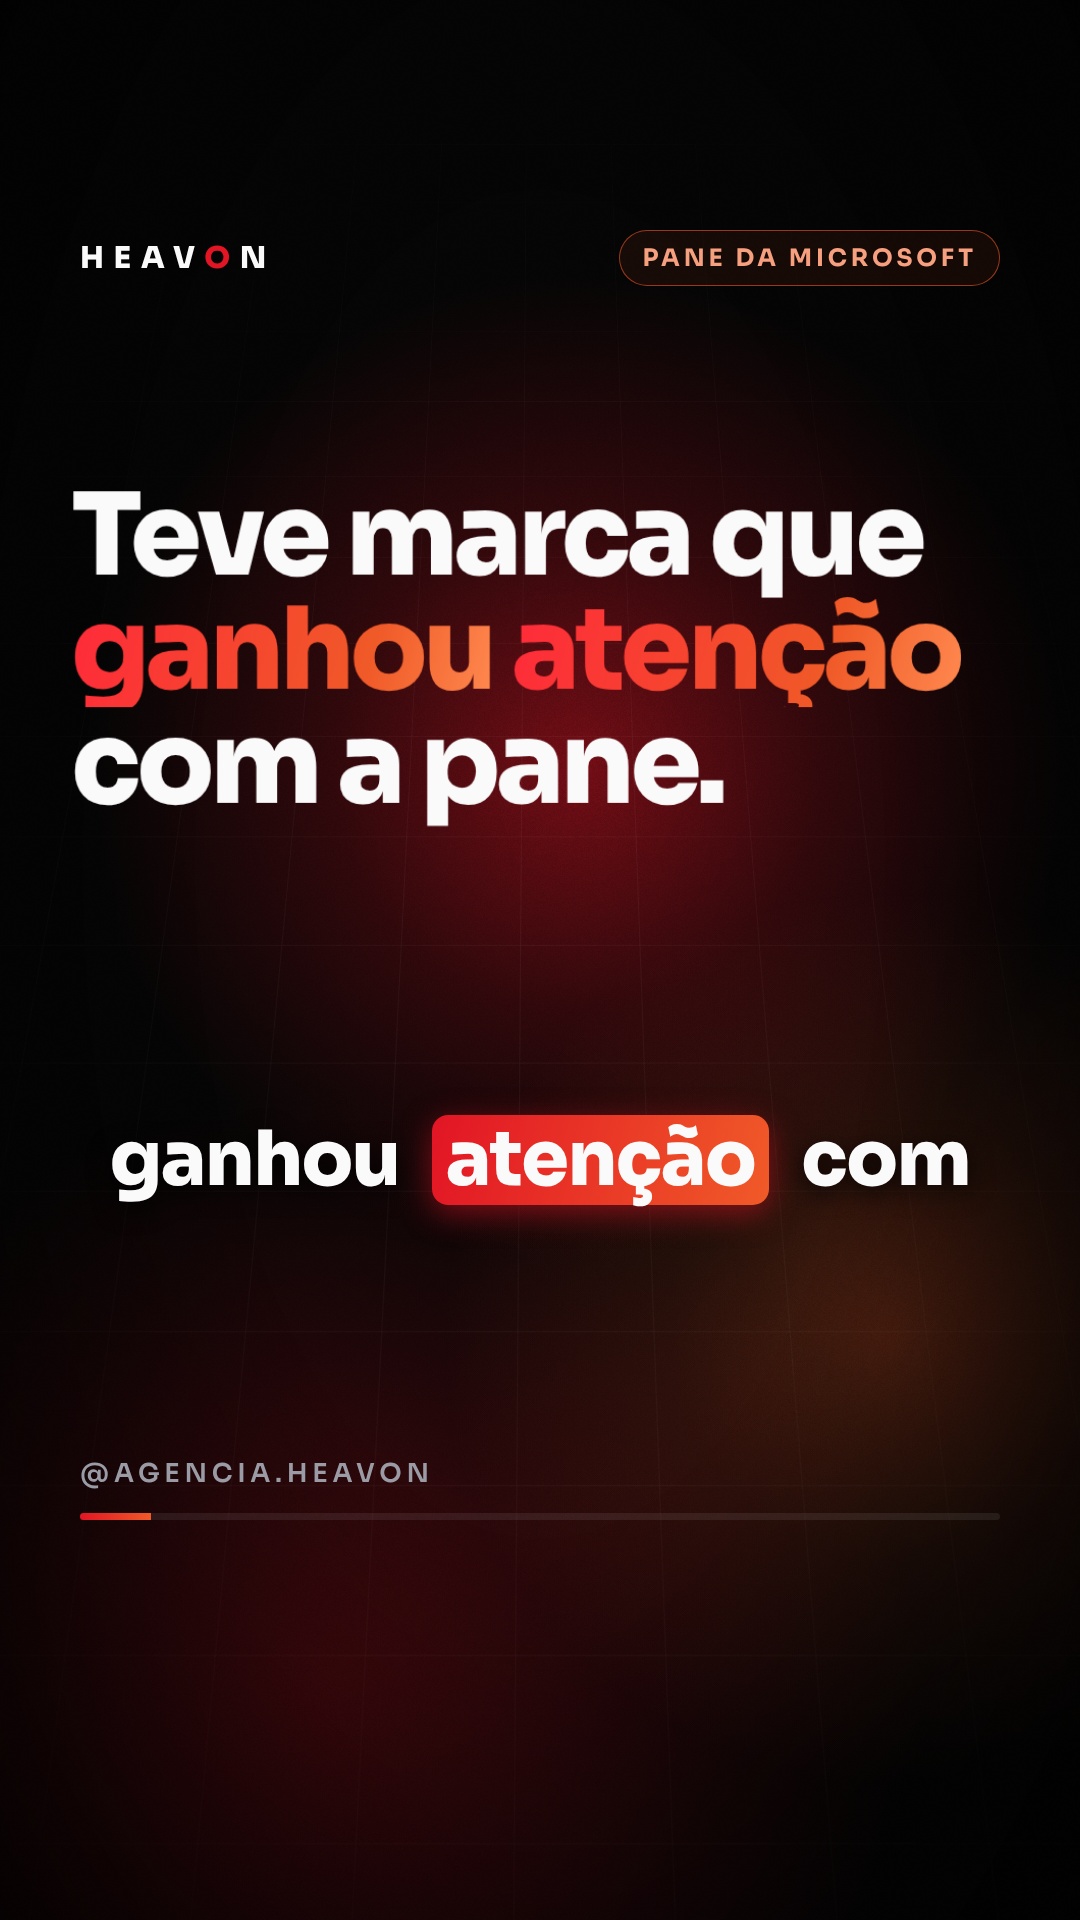 HEAVON
PANE DA MICROSOFT
Teve marca que
ganhou atenção
com a pane.
ganhou atenção com
@AGENCIA.HEAVON